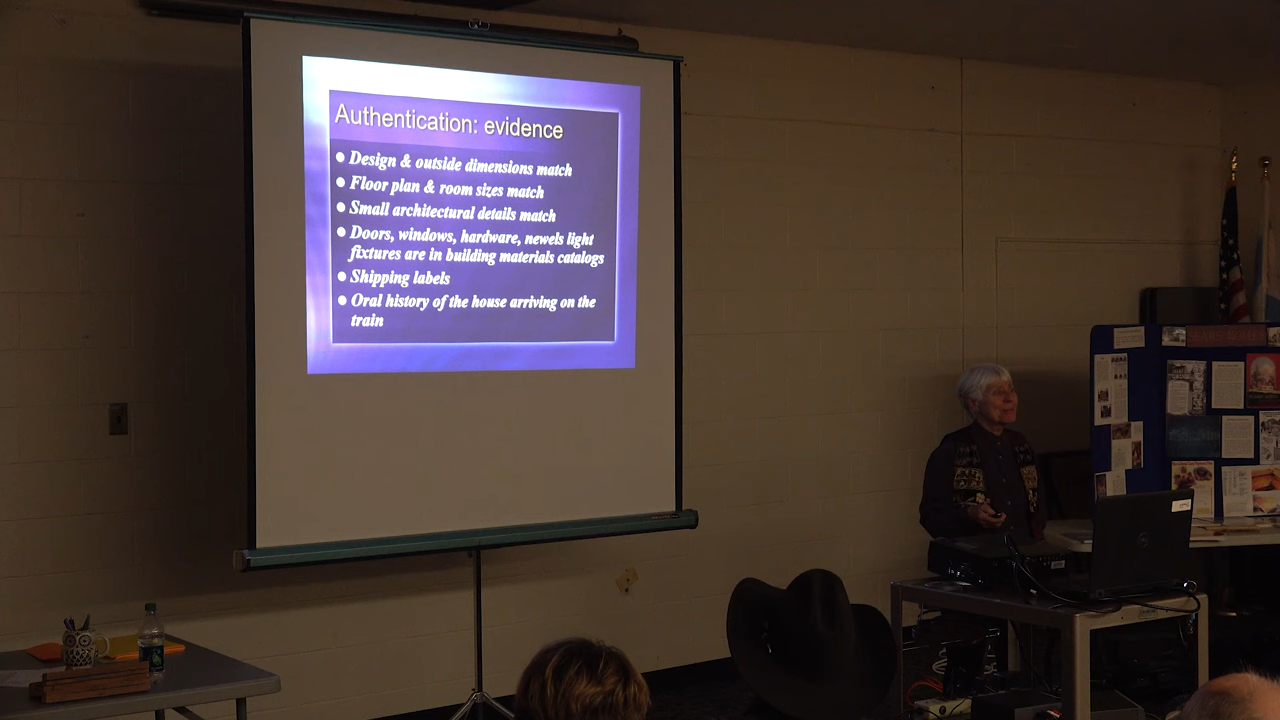 Authentication: evidence
Design & outside dimensions match
Floor plan & room sizes match
Small architectural details match
Doors, windows, hardware, newels light
fixtures are in building materials catalogs
Shipping labels
Oral history of the house arriving on the
train